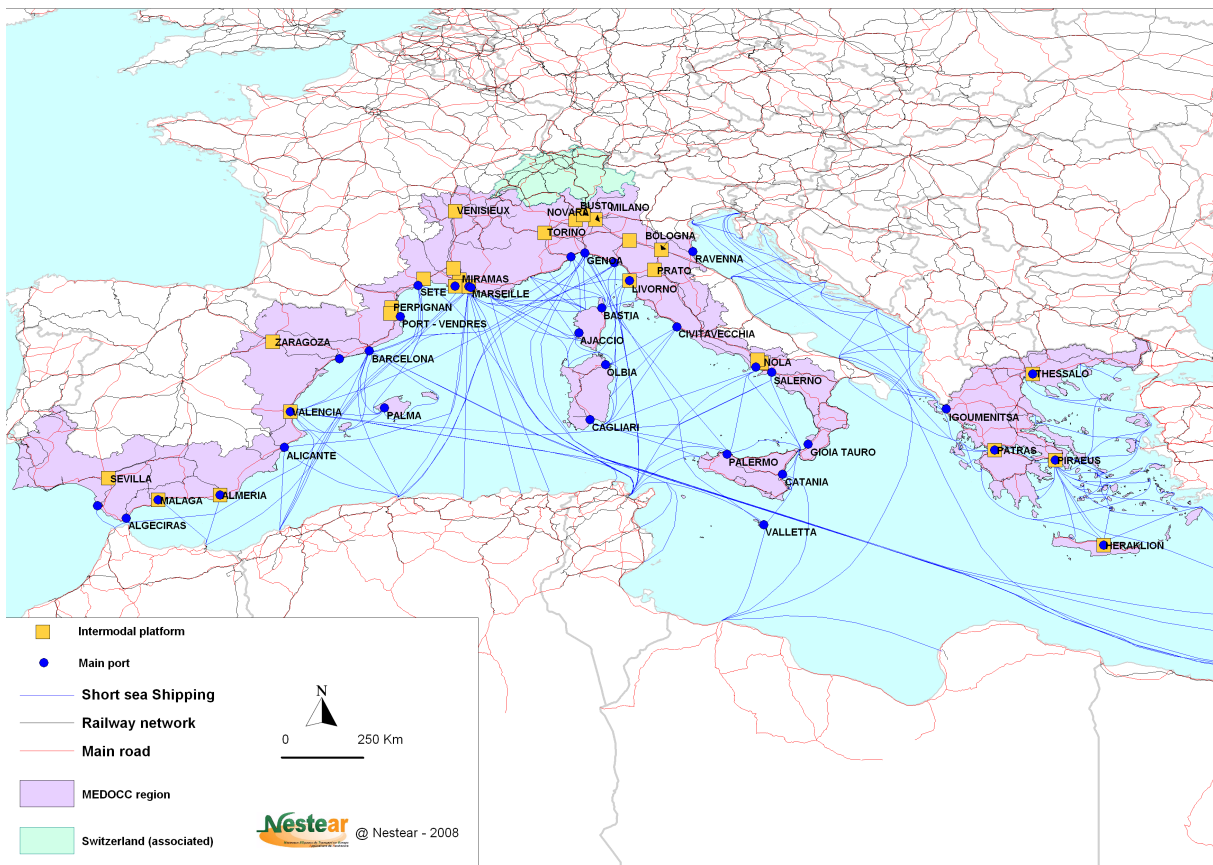 BUSTO
MILANO
VENISIEUX
NOVARA
TORINO
BOLOGNA
RAVENNA
GENOA
PRATO
MIRAMAS
SETE
MARSEILLE
LIVORNO
PERPIGNAN
BASTIA
PORT - VENDRES
CIVITAVECCHIA
ZARAGOZA
AJACCIO
BARCELONA
NOLA
OLBIA
THESSALO
SALERNO
VALENCIA
PALMA
IGOUMENITSA
CAGLIARI
ALICANTE
GIOIA TAURO
PATRAS
PALERMO
PIRAEUS
SEVILLA
CATANIA
MALAGA
ALMERIA
ALGECIRAS
VALLETTA
HERAKLION
Intermodal platform
Main port
Short sea Shipping
Railway network
Main road
MEDOCC region
Switzerland (associated)
N
0 250 Km
Nestear
@ Nestear - 2008